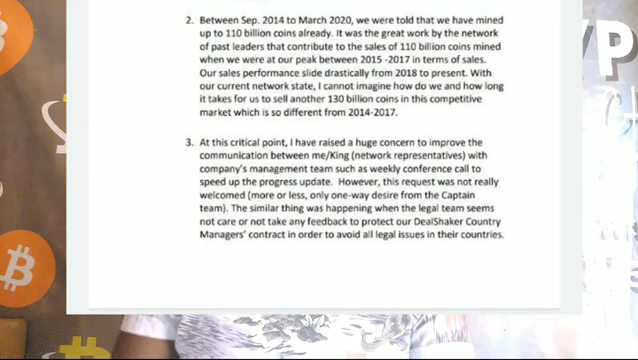 2. Between Sep. 2014 to March 2020, we were told that we have mined
up to 110 billion coins already. It was the great work by the network
of past leaders that contribute to the sales of 110 billion coins mined
when we were at our peak between 2015 -2017 in terms of sales.
Our sales performance slide drastically from 2018 to present. With
our current network state, I cannot imagine how do we and how long
it takes for us to sell another 130 billion coins in this competitive
market which is so different from 2014-2017.
3. At this critical point, I have raised a huge concern to improve the
communication between me/King (network representatives) with
company's management team such as weekly conference call to
speed up the progress update. However, this request was not really
welcomed (more or less, only one-way desire from the Captain
team). The similar thing was happening when the legal team seems
not care or not take any feedback to protect our DealShaker Country
Managers' contract in order to avoid all legal issues in their countries.